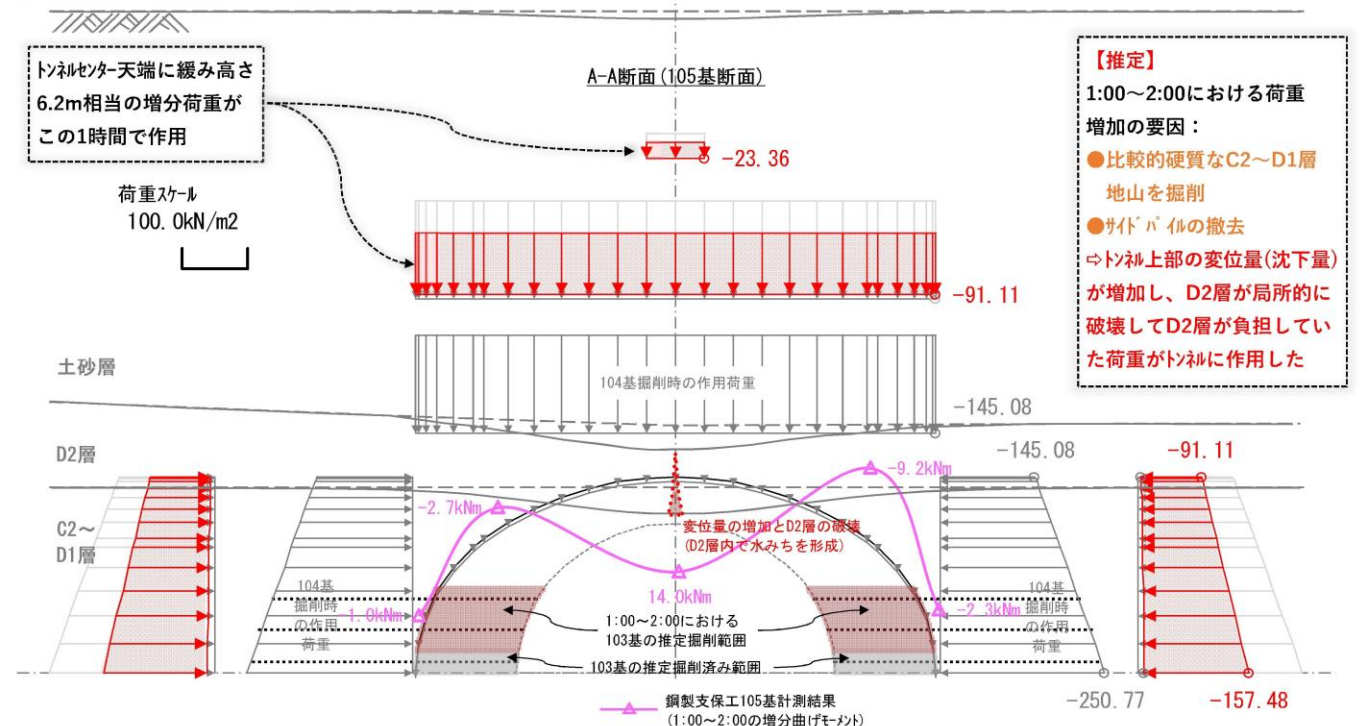 トンネルセンター天端に緩み高さ
6.2m相当の増分荷重が
この1時間で作用
A-A断面(105基断面)
【推定】
1:00～2:00における荷重
増加の要因：
●比較的硬質なC2～D1層
地山を掘削
●サイドパイルの撤去
⇨トンネル上部の変位量(沈下量)
が増加し、D2層が局所的に
破壊してD2層が負担してい
た荷重がトンネルに作用した
-23.36
荷重スケール
100.0kN/m2
-91.11
土砂層
104基掘削時の作用荷重
-145.08
D2層
-145.08
-91.11
-9.2kNm
-2.7kNm
C2～
D1層
変位量の増加とD2層の破壊
(D2層内で水みちを形成)
104基
掘削時
の作用
荷重
-1.0kNm
14.0kNm
-2.3kNm
104基
掘削時
の作用
荷重
1:00～2:00における
103基の推定掘削範囲
103基の推定掘削済み範囲
-250.77
-157.48
鋼製支保工105基計測結果
(1:00～2:00の増分曲げモーメント)